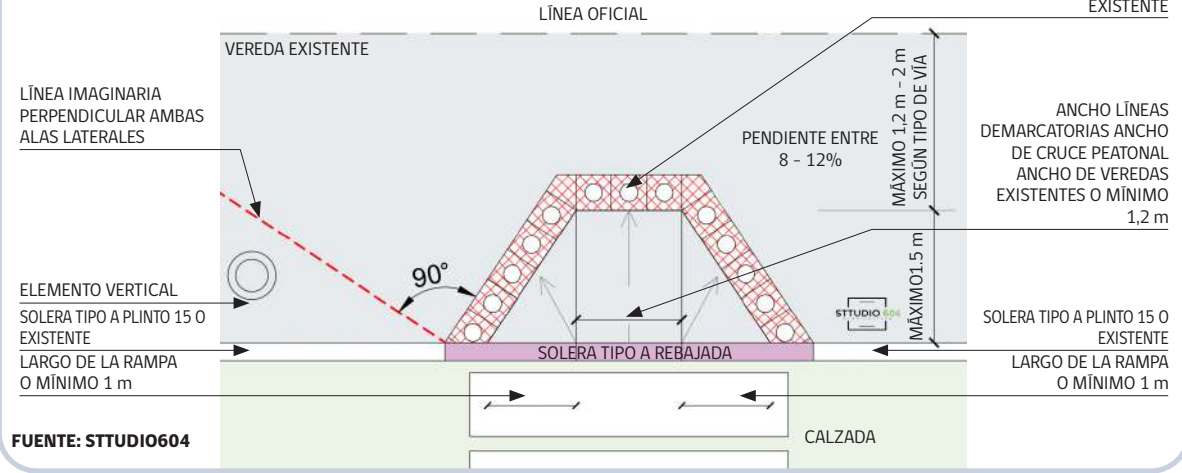 EXISTENTE
LÍNEA OFICIAL
VEREDA EXISTENTE
LÍNEA IMAGINARIA
PERPENDICULAR AMBAS
ALAS LATERALES
MÁXIMO 1,2 m - 2 m
SEGÚN TIPO DE VÍA
PENDIENTE ENTRE
8 - 12%
ANCHO LÍNEAS
DEMARCATORIAS ANCHO
DE CRUCE PEATONAL
ANCHO DE VEREDAS
EXISTENTES O MÍNIMO
1,2 m
90°
MÁXIMO1.5 m
ELEMENTO VERTICAL
SOLERA TIPO A PLINTO 15 O
EXISTENTE
LARGO DE LA RAMPA
O MÍNIMO 1 m
STTUDIO 604
SOLERA TIPO A REBAJADA
SOLERA TIPO A PLINTO 15 O
EXISTENTE
LARGO DE LA RAMPA
O MÍNIMO 1 m
CALZADA
FUENTE: STTUDIO604